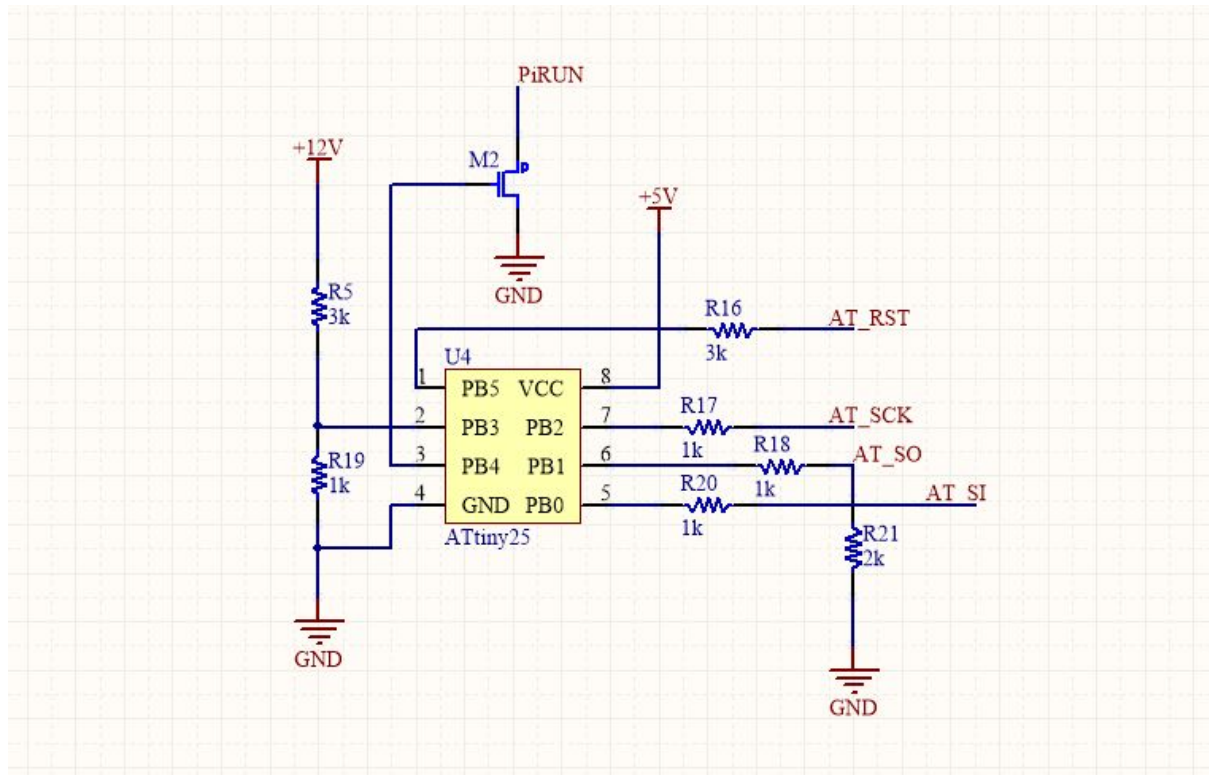 PiRUN
+12V
M2
+5V
GND
R5
3k
R16
AT_RST
3k
U4
1 PB5 VCC 8
2 PB3 PB2 7
3 PB4 PB1 6
4 GND PB0 5
ATtiny25
R17
AT_SCK
1k
R18
AT_SO
1k
R19
1k
R20
AT_SI
1k
R21
2k
GND
GND